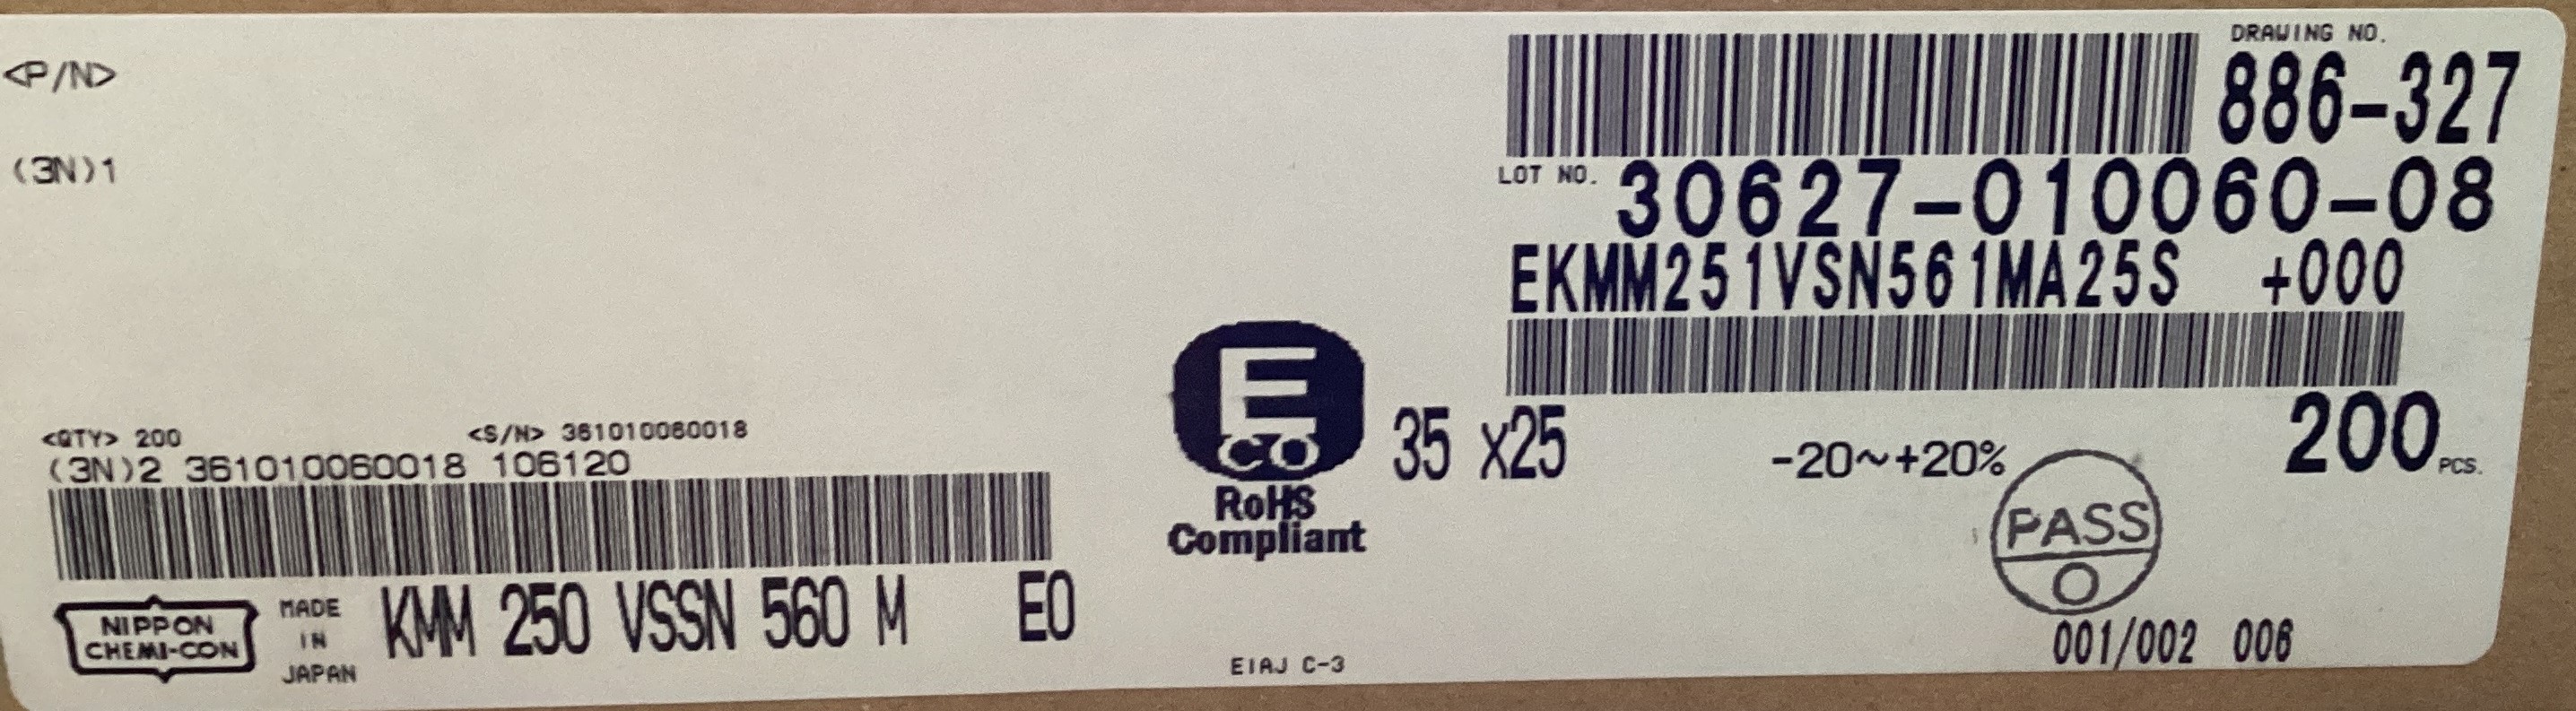 <P/N>
(3N)1
<QTY> 200 <S/N> 361010060018
(3N)2 361010060018 106120
NIPPON
CHEMI-CON
MADE
IN
JAPAN
KMM 250 VSSN 560 M E0
ECO
RoHS
Compliant
EIAJ C-3
DRAWING NO.
886-327
LOT NO. 30627-010060-08
EKMM251VSN561MA25S +000
35 x25 -20~+20% 200 PCS.
PASS
O
001/002 006